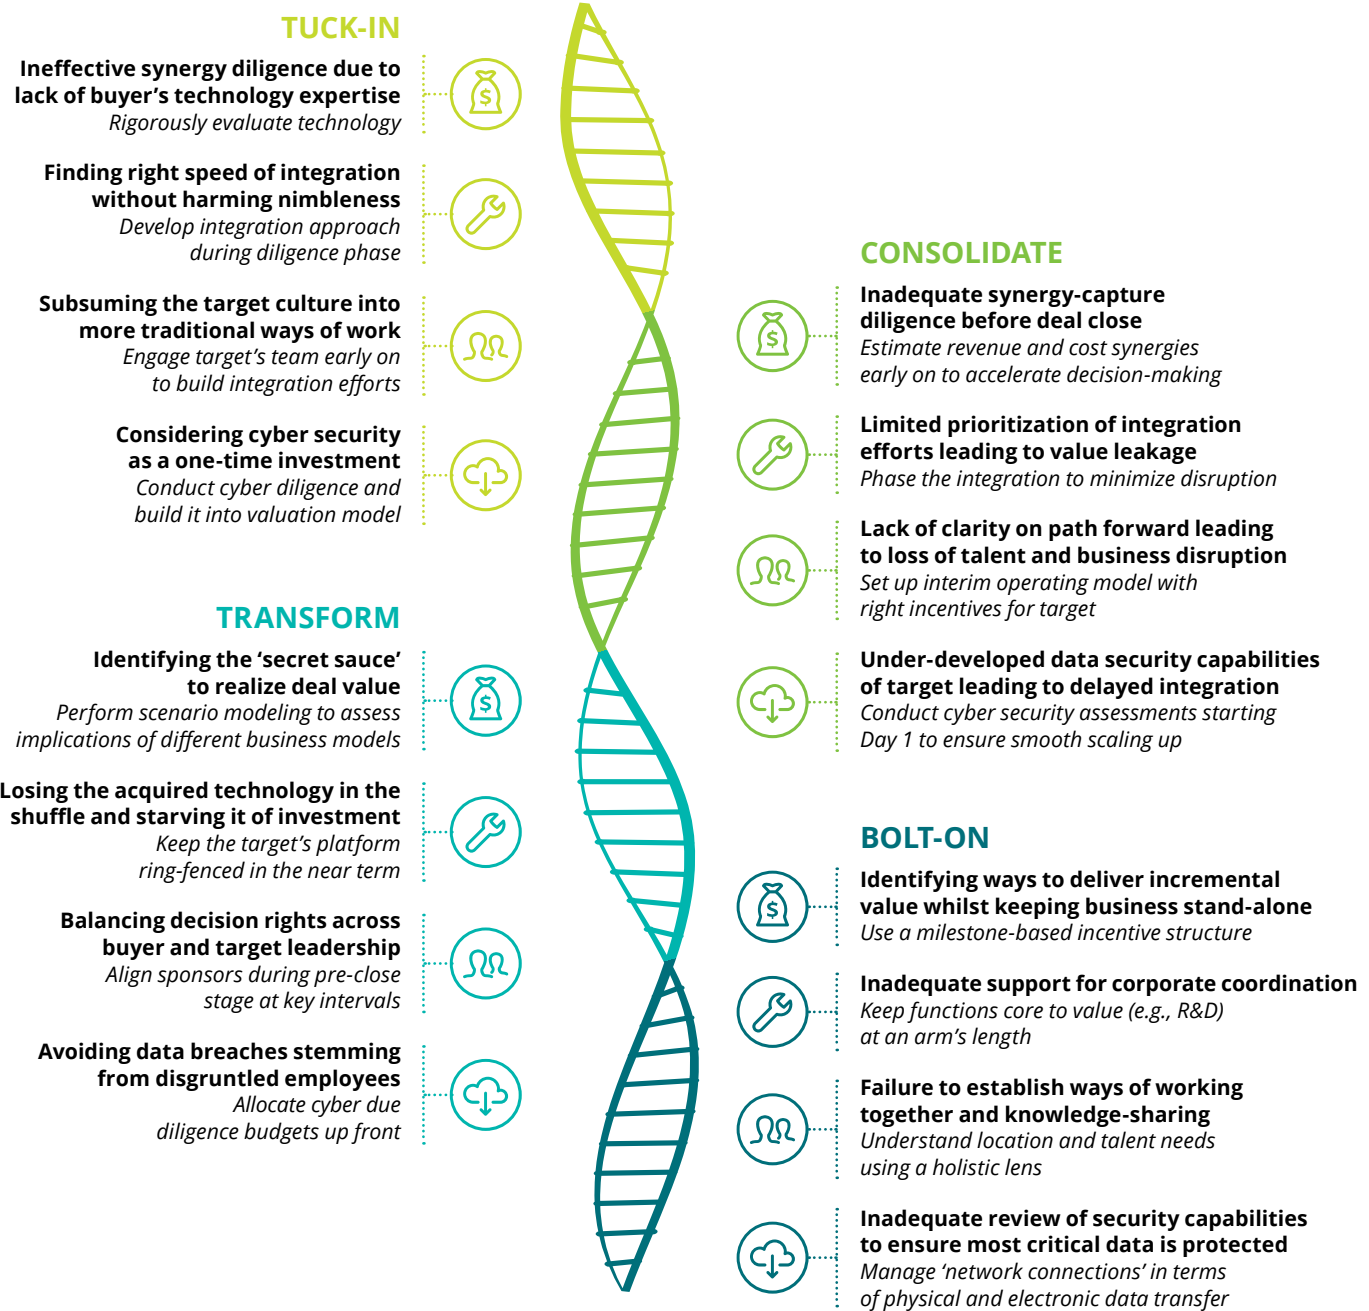 TUCK-IN
Ineffective synergy diligence due to
lack of buyer’s technology expertise
Rigorously evaluate technology
Finding right speed of integration
without harming nimbleness
Develop integration approach
during diligence phase
Subsuming the target culture into
more traditional ways of work
Engage target’s team early on
to build integration efforts
Considering cyber security
as a one-time investment
Conduct cyber diligence and
build it into valuation model
CONSOLIDATE
Inadequate synergy-capture
diligence before deal close
Estimate revenue and cost synergies
early on to accelerate decision-making
Limited prioritization of integration
efforts leading to value leakage
Phase the integration to minimize disruption
Lack of clarity on path forward leading
to loss of talent and business disruption
Set up interim operating model with
right incentives for target
Under-developed data security capabilities
of target leading to delayed integration
Conduct cyber security assessments starting
Day 1 to ensure smooth scaling up
TRANSFORM
Identifying the ‘secret sauce’
to realize deal value
Perform scenario modeling to assess
implications of different business models
Losing the acquired technology in the
shuffle and starving it of investment
Keep the target’s platform
ring-fenced in the near term
Balancing decision rights across
buyer and target leadership
Align sponsors during pre-close
stage at key intervals
Avoiding data breaches stemming
from disgruntled employees
Allocate cyber due
diligence budgets up front
BOLT-ON
Identifying ways to deliver incremental
value whilst keeping business stand-alone
Use a milestone-based incentive structure
Inadequate support for corporate coordination
Keep functions core to value (e.g., R&D)
at an arm’s length
Failure to establish ways of working
together and knowledge-sharing
Understand location and talent needs
using a holistic lens
Inadequate review of security capabilities
to ensure most critical data is protected
Manage ‘network connections’ in terms
of physical and electronic data transfer